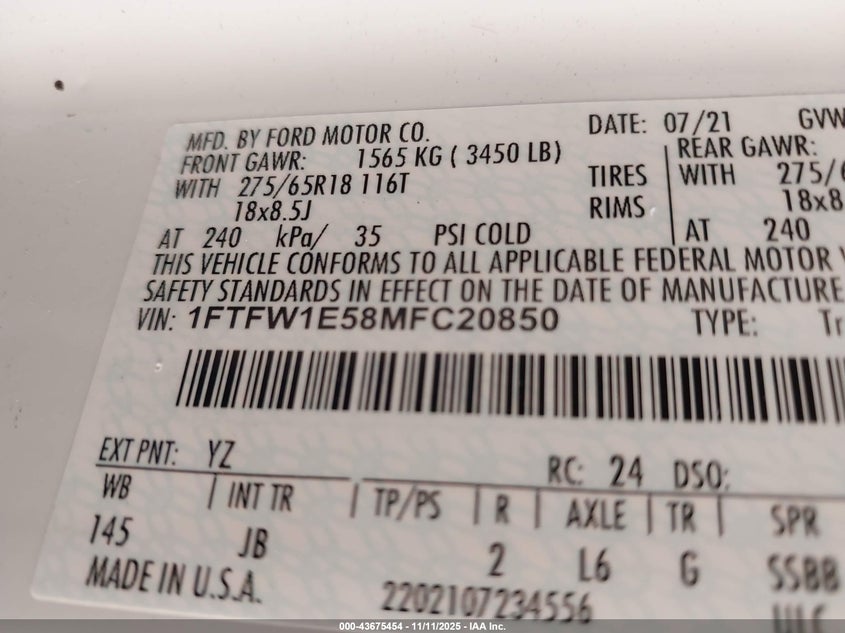 MFD. BY FORD MOTOR CO.
DATE: 07/21
GVW
FRONT GAWR: 1565 KG ( 3450 LB)
REAR GAWR:
WITH 275/65R18 116T
TIRES
WITH 275/6
18x8.5J
RIMS
18x8
AT 240 kPa/ 35 PSI COLD
AT 240
THIS VEHICLE CONFORMS TO ALL APPLICABLE FEDERAL MOTOR V
SAFETY STANDARDS IN EFFECT ON THE DATE OF MANUFACTURE
VIN: 1FTFW1E58MFC20850
TYPE: Tr
EXT PNT: YZ
RC: 24 DSO:
WB | INT TR | TP/PS | R | AXLE | TR | SPR
145 JB 2 L6 G SSBB
MADE IN U.S.A.
2202107234556
000-43675454 - 11/11/2025 - IAA Inc.